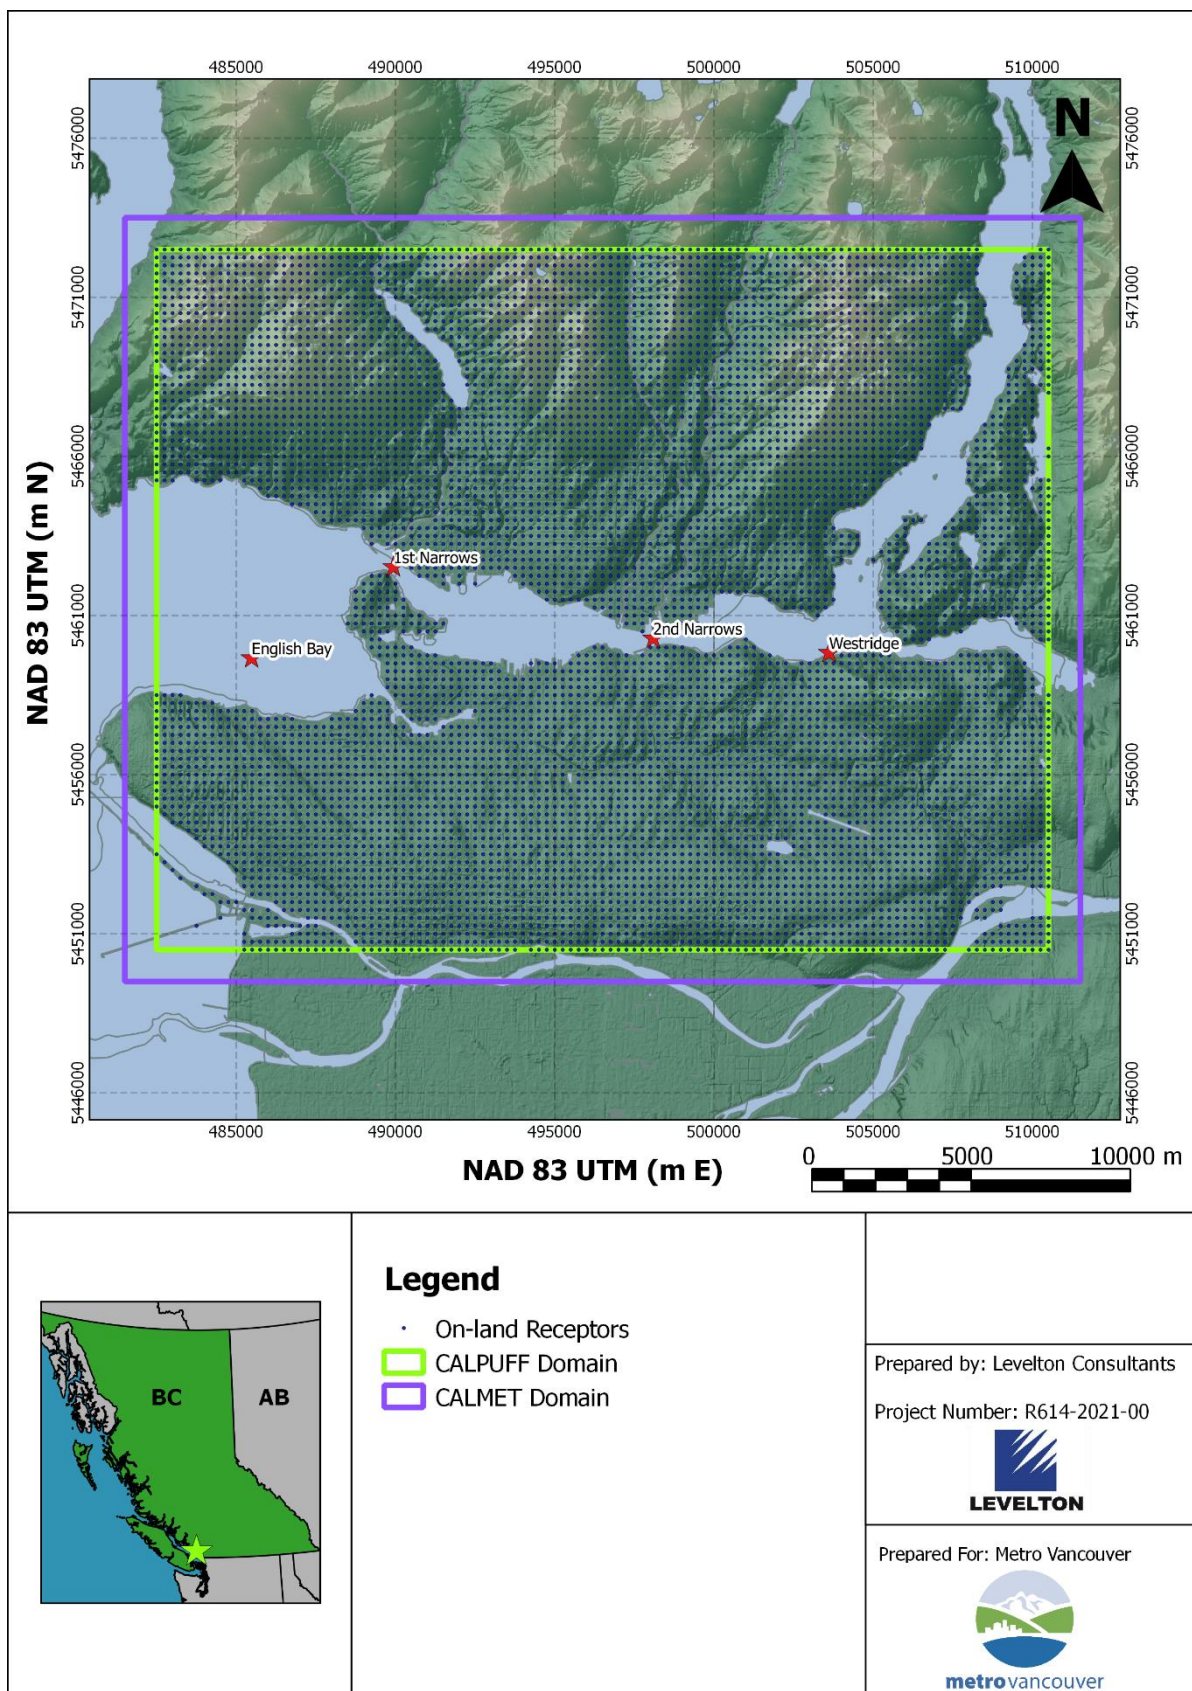 485000 490000 495000 500000 505000 510000
N
5476000 5476000
5471000 5471000
5466000 5466000
NAD 83 UTM (m N)
1st Narrows
5461000 5461000
2nd Narrows
English Bay
Westridge
5456000 5456000
5451000 5451000
5446000 5446000
485000 490000 495000 500000 505000 510000
NAD 83 UTM (m E)
0 5000 10000 m
BC AB
Legend
On-land Receptors
CALPUFF Domain
CALMET Domain
Prepared by: Levelton Consultants
Project Number: R614-2021-00
LEVELTON
Prepared For: Metro Vancouver
metrovancouver